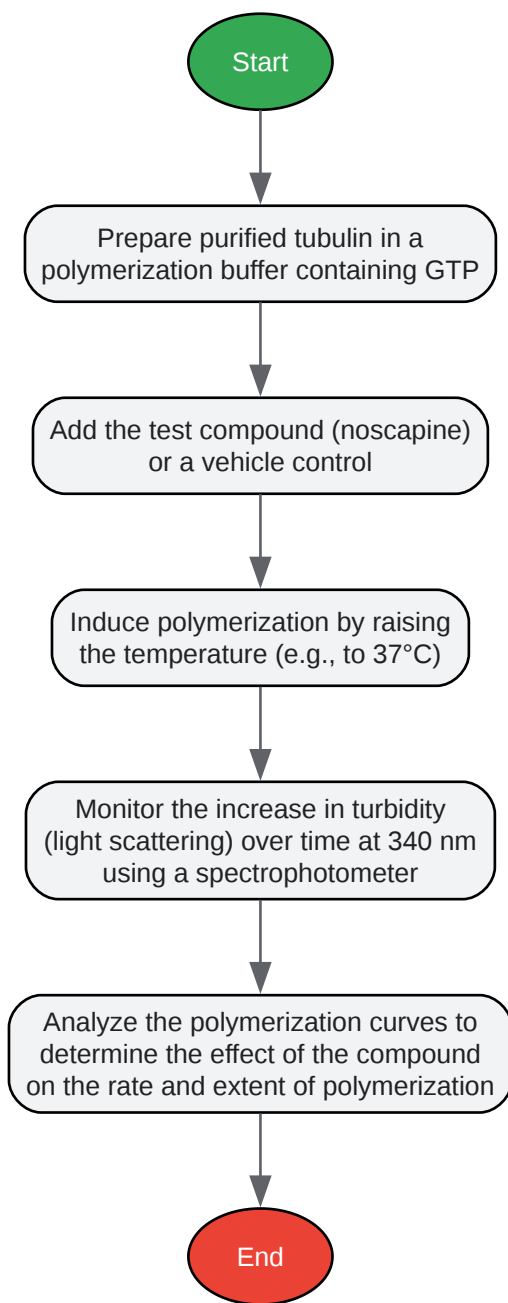 Start
Prepare purified tubulin in a
polymerization buffer containing GTP
Add the test compound (noscapine)
or a vehicle control
Induce polymerization by raising
the temperature (e.g., to 37°C)
Monitor the increase in turbidity
(light scattering) over time at 340 nm
using a spectrophotometer
Analyze the polymerization curves to
determine the effect of the compound
on the rate and extent of polymerization
End